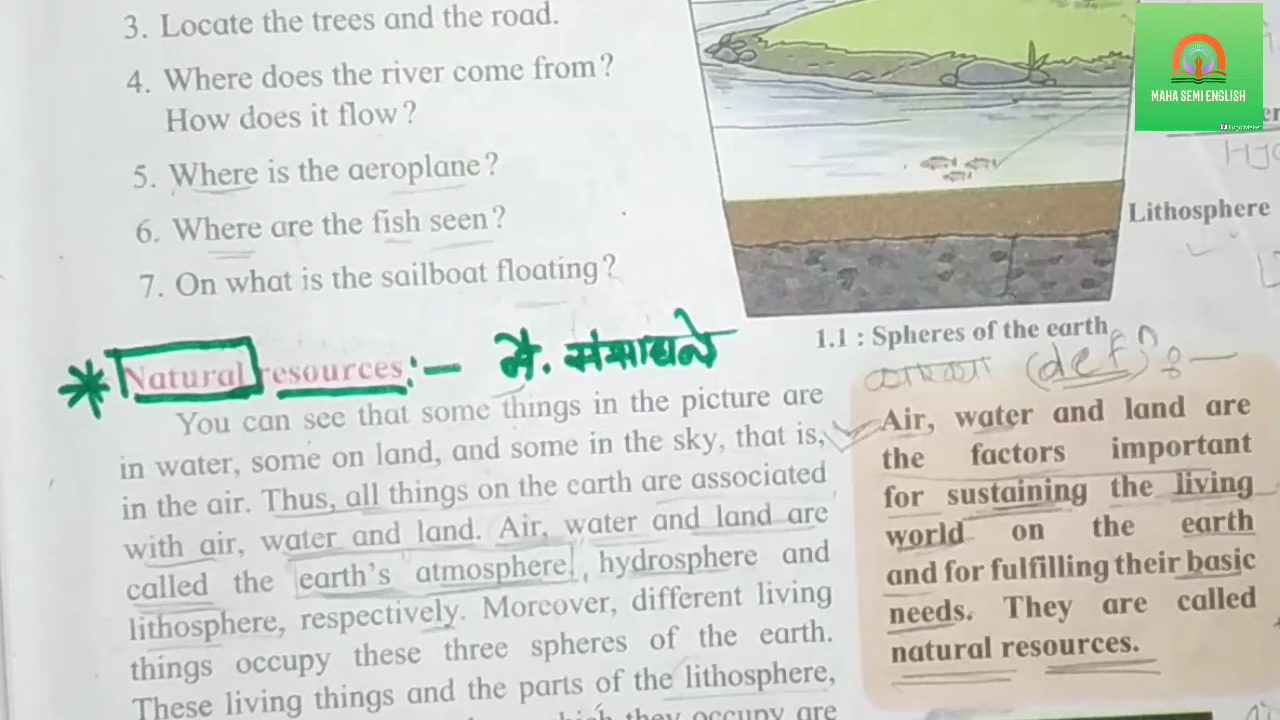 3. Locate the trees and the road.
4. Where does the river come from?
How does it flow?
5. Where is the aeroplane?
6. Where are the fish seen?
7. On what is the sailboat floating?
MAHA SEMI ENGLISH
Lithosphere
1.1 : Spheres of the earth
* Natural resources :- नै. संसाधने
You can see that some things in the picture are
in water, some on land, and some in the sky, that is,
in the air. Thus, all things on the earth are associated
with air, water and land. Air, water and land are
called the earth's atmosphere, hydrosphere and
lithosphere, respectively. Moreover, different living
things occupy these three spheres of the earth.
These living things and the parts of the lithosphere,
they occupy are
(defn) :-
Air, water and land are
the factors important
for sustaining the living
world on the earth
and for fulfilling their basic
needs. They are called
natural resources.